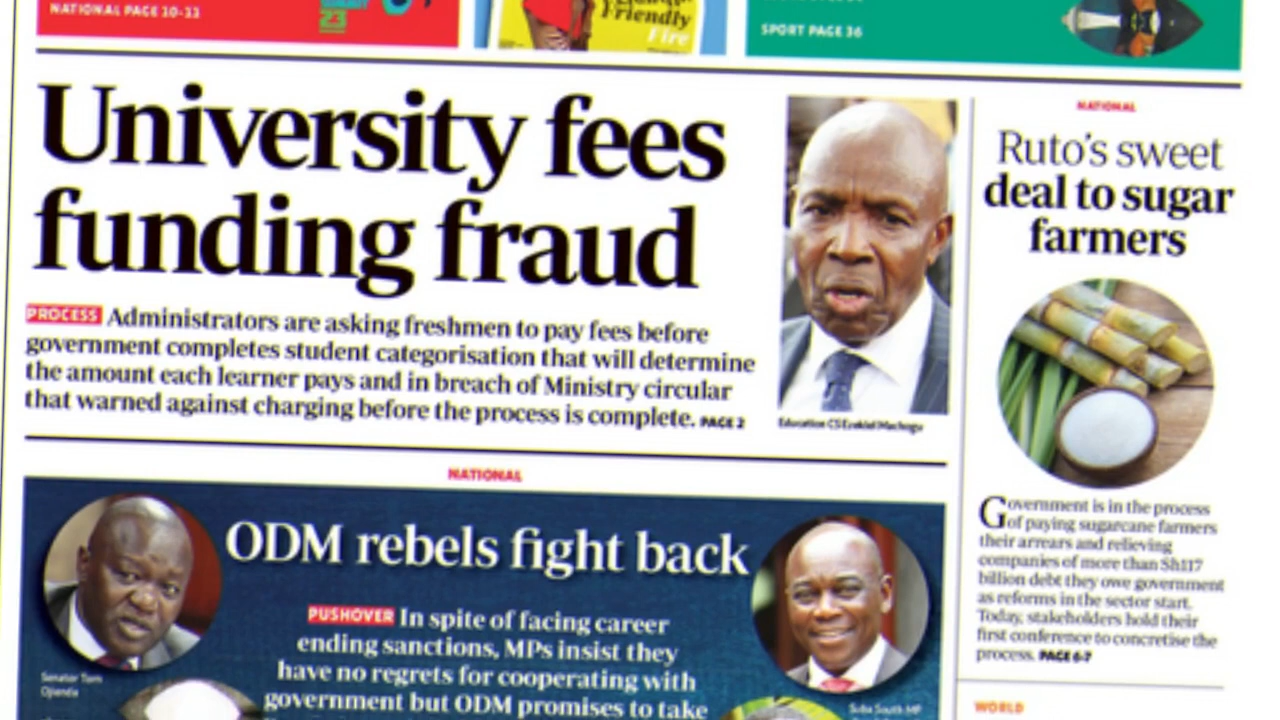 NATIONAL PAGE 10-11
23
Friendly
Fire
SPORT PAGE 36
University fees
funding fraud
PROCESS Administrators are asking freshmen to pay fees before
government completes student categorisation that will determine
the amount each learner pays and in breach of Ministry circular
that warned against charging before the process is complete. PAGE 2
Education CS Ezekiel Machogu
NATIONAL
Ruto's sweet
deal to sugar
farmers
Government is in the process
of paying sugarcane farmers
their arrears and relieving
companies of more than Sh117
billion debt they owe government
as reforms in the sector start.
Today, stakeholders hold their
first conference to concretise the
process. PAGE 6-7
WORLD
NATIONAL
ODM rebels fight back
PUSHOVER In spite of facing career
ending sanctions, MPs insist they
have no regrets for cooperating with
government but ODM promises to take
Senator Tom
Ojienda
Suba South MP